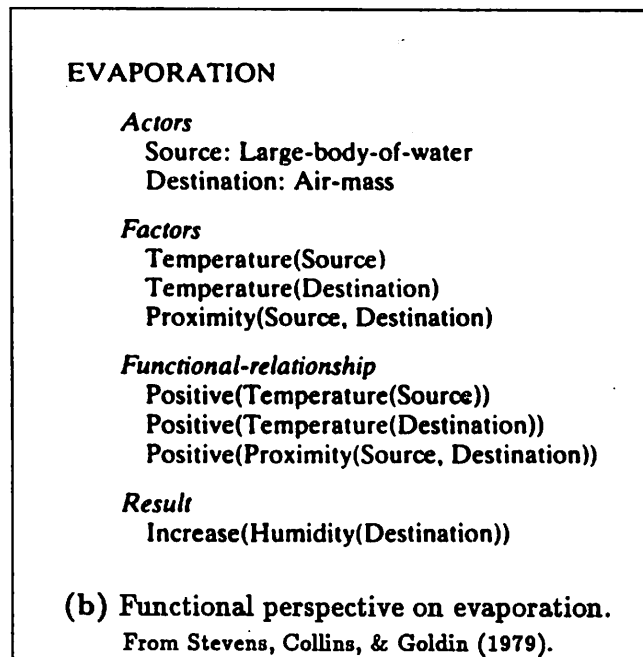 EVAPORATION
Actors
Source: Large-body-of-water
Destination: Air-mass
Factors
Temperature(Source)
Temperature(Destination)
Proximity(Source, Destination)
Functional-relationship
Positive(Temperature(Source))
Positive(Temperature(Destination))
Positive(Proximity(Source, Destination))
Result
Increase(Humidity(Destination))
(b) Functional perspective on evaporation.
From Stevens, Collins, & Goldin (1979).